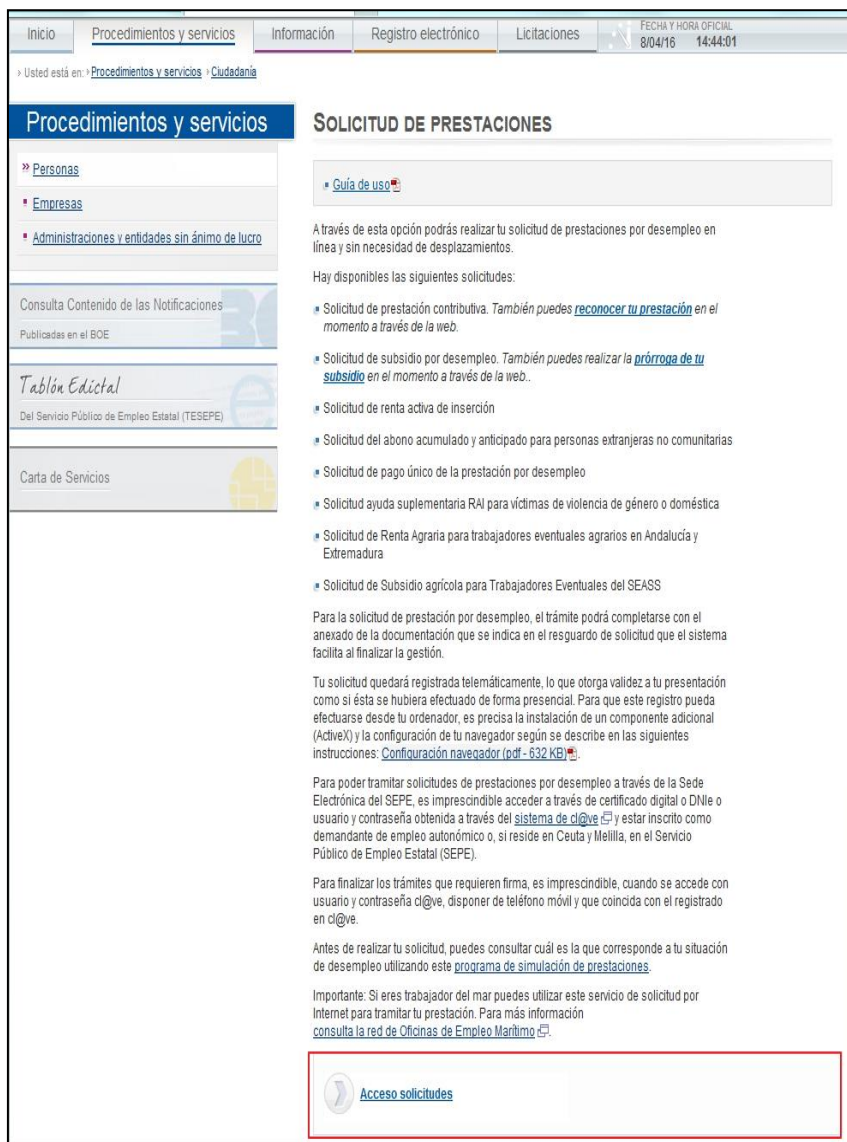 Inicio Procedimientos y servicios Información Registro electrónico Licitaciones FECHA Y HORA OFICIAL
8/04/16 14:44:01
Usted está en: Procedimientos y servicios Ciudadanía
Procedimientos y servicios
Personas
Empresas
Administraciones y entidades sin ánimo de lucro
Consulta Contenido de las Notificaciones
Publicadas en el BOE
Tablón Edictal
Del Servicio Público de Empleo Estatal (TESEPE)
Carta de Servicios
SOLICITUD DE PRESTACIONES
Guía de uso
A través de esta opción podrás realizar tu solicitud de prestaciones por desempleo en
línea y sin necesidad de desplazamientos.
Hay disponibles las siguientes solicitudes:
Solicitud de prestación contributiva. También puedes reconocer tu prestación en el
momento a través de la web.
Solicitud de subsidio por desempleo. También puedes realizar la prórroga de tu
subsidio en el momento a través de la web..
Solicitud de renta activa de inserción
Solicitud del abono acumulado y anticipado para personas extranjeras no comunitarias
Solicitud de pago único de la prestación por desempleo
Solicitud ayuda suplementaria RAI para víctimas de violencia de género o doméstica
Solicitud de Renta Agraria para trabajadores eventuales agrarios en Andalucía y
Extremadura
Solicitud de Subsidio agrícola para Trabajadores Eventuales del SEASS
Para la solicitud de prestación por desempleo, el trámite podrá completarse con el
anexado de la documentación que se indica en el resguardo de solicitud que el sistema
facilita al finalizar la gestión.
Tu solicitud quedará registrada telemáticamente, lo que otorga validez a tu presentación
como si ésta se hubiera efectuado de forma presencial. Para que este registro pueda
efectuarse desde tu ordenador, es precisa la instalación de un componente adicional
(ActiveX) y la configuración de tu navegador según se describe en las siguientes
instrucciones: Configuración navegador (pdf - 632 KB).
Para poder tramitar solicitudes de prestaciones por desempleo a través de la Sede
Electrónica del SEPE, es imprescindible acceder a través de certificado digital o DNIe o
usuario y contraseña obtenida a través del sistema de cl@ve y estar inscrito como
demandante de empleo autonómico o, si reside en Ceuta y Melilla, en el Servicio
Público de Empleo Estatal (SEPE).
Para finalizar los trámites que requieren firma, es imprescindible, cuando se accede con
usuario y contraseña cl@ve, disponer de teléfono móvil y que coincida con el registrado
en cl@ve.
Antes de realizar tu solicitud, puedes consultar cuál es la que corresponde a tu situación
de desempleo utilizando este programa de simulación de prestaciones.
Importante: Si eres trabajador del mar puedes utilizar este servicio de solicitud por
Internet para tramitar tu prestación. Para más información
consulta la red de Oficinas de Empleo Marítimo.
Acceso solicitudes